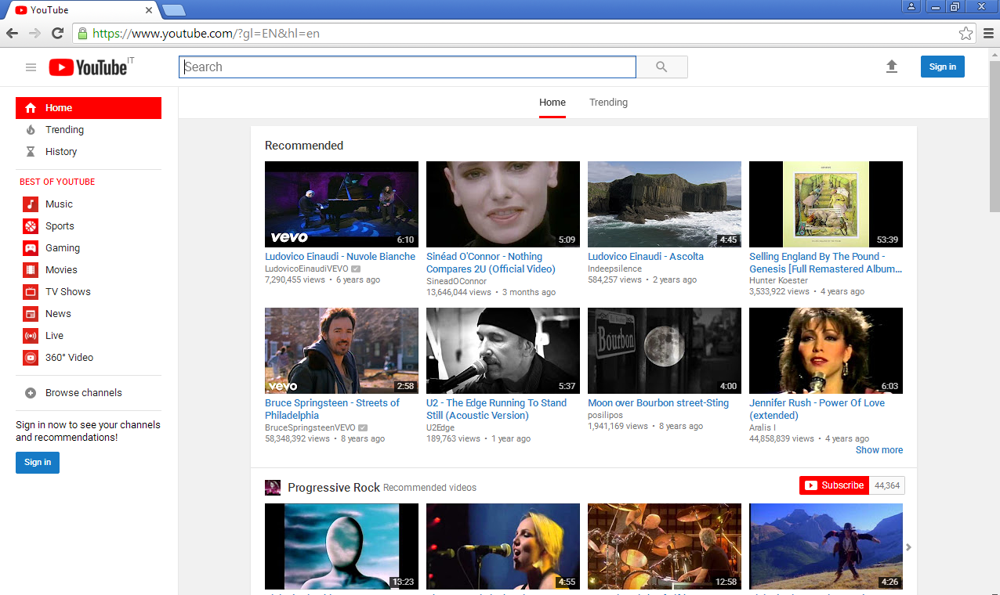 YouTube
https://www.youtube.com/?gl=EN&hl=en
YouTube IT
Search
Sign in
Home
Trending
History
BEST OF YOUTUBE
Music
Sports
Gaming
Movies
TV Shows
News
Live
360° Video
Browse channels
Sign in now to see your channels
and recommendations!
Sign in
Home Trending
Recommended
vevo
6:10
Ludovico Einaudi - Nuvole Bianche
LudovicoEinaudiVEVO
7,290,455 views • 6 years ago
5:09
Sinéad O'Connor - Nothing
Compares 2U (Official Video)
SineadOConnor
13,646,044 views • 3 months ago
4:45
Ludovico Einaudi - Ascolta
Indeepsilence
584,257 views • 2 years ago
53:39
Selling England By The Pound -
Genesis [Full Remastered Album...
Hunter Koester
3,533,922 views • 4 years ago
vevo
2:58
Bruce Springsteen - Streets of
Philadelphia
BruceSpringsteenVEVO
58,348,392 views • 8 years ago
5:37
U2 - The Edge Running To Stand
Still (Acoustic Version)
U2Edge
189,763 views • 1 year ago
Bourbon
4:00
Moon over Bourbon street-Sting
posilipos
1,941,169 views • 8 years ago
6:03
Jennifer Rush - Power Of Love
(extended)
Aralis I
44,858,839 views • 4 years ago
Show more
Progressive Rock Recommended videos
Subscribe 44,364
13:23
4:55
12:58
4:26